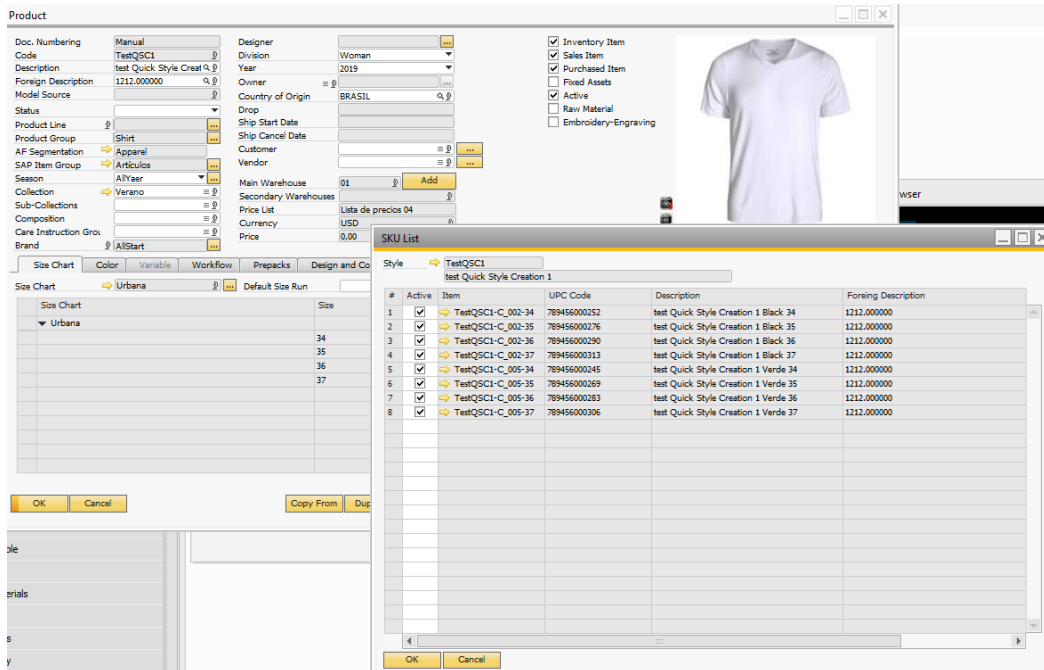 Product
Doc. Numbering Manual
Code TestQSC1
Description test Quick Style Creat
Foreign Description 1212.000000
Model Source
Status
Product Line
Product Group Shirt
AF Segmentation Apparel
SAP Item Group Artículos
Season AllYaer
Collection Verano
Sub-Collections
Composition
Care Instruction Grou
Brand AllStart
Designer
Division Woman
Year 2019
Owner
Country of Origin BRASIL
Drop
Ship Start Date
Ship Cancel Date
Customer
Vendor
Main Warehouse 01 Add
Secondary Warehouses
Price List Lista de precios 04
Currency USD
Price 0,00
Inventory Item
Sales Item
Purchased Item
Fixed Assets
Active
Raw Material
Embroidery-Engraving
Size Chart Color Variable Workflow Prepacks Design and Co
Size Chart Urbana Default Size Run
Size Chart Size
Urbana
34
35
36
37
OK Cancel Copy From Dup
wser
ble
erials
s
y
SKU List
Style TestQSC1
test Quick Style Creation 1
# Active Item UPC Code Description Foreing Description
1 TestQSC1-C_002-34 789456000252 test Quick Style Creation 1 Black 34 1212.000000
2 TestQSC1-C_002-35 789456000276 test Quick Style Creation 1 Black 35 1212.000000
3 TestQSC1-C_002-36 789456000290 test Quick Style Creation 1 Black 36 1212.000000
4 TestQSC1-C_002-37 789456000313 test Quick Style Creation 1 Black 37 1212.000000
5 TestQSC1-C_005-34 789456000245 test Quick Style Creation 1 Verde 34 1212.000000
6 TestQSC1-C_005-35 789456000269 test Quick Style Creation 1 Verde 35 1212.000000
7 TestQSC1-C_005-36 789456000283 test Quick Style Creation 1 Verde 36 1212.000000
8 TestQSC1-C_005-37 789456000306 test Quick Style Creation 1 Verde 37 1212.000000
OK Cancel